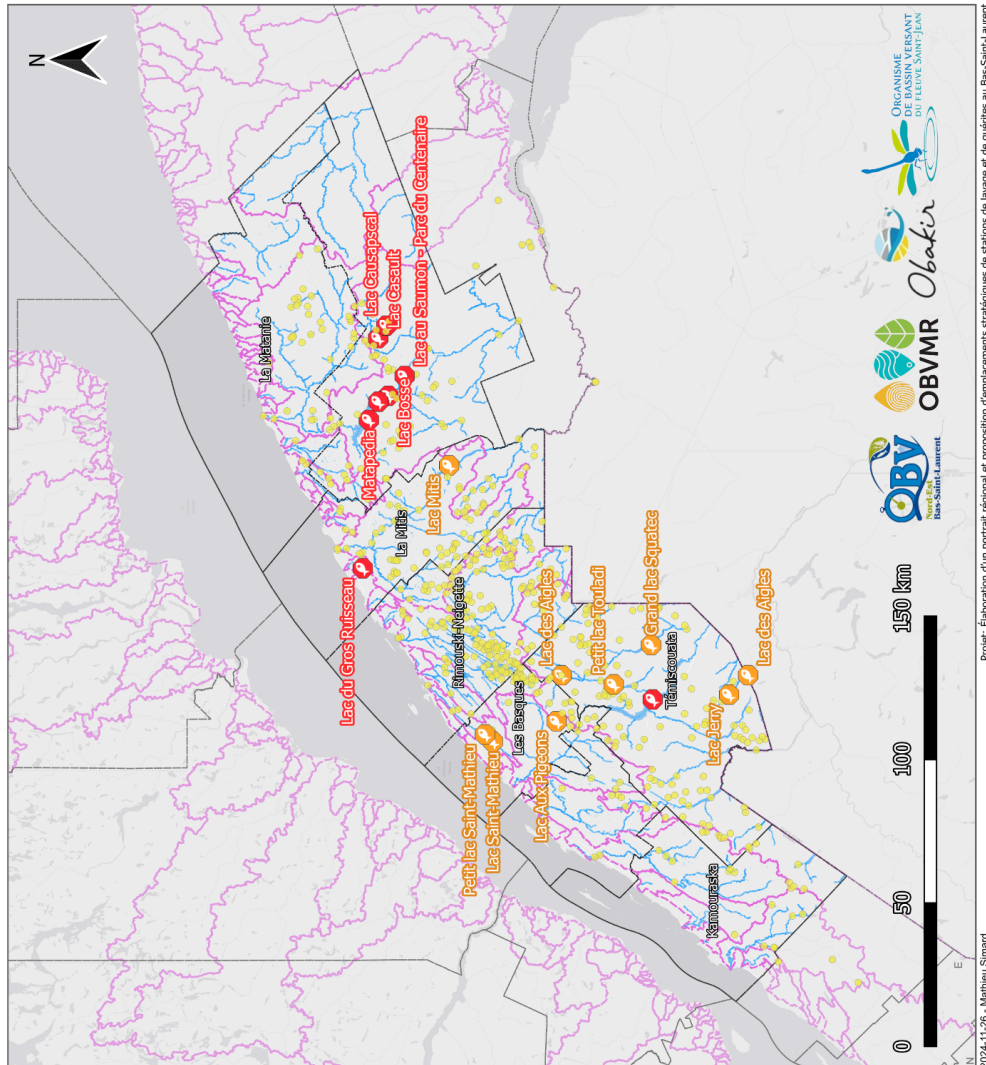 N
La Matanie
Lac Causapscal
Lac Casault
Lac au Saumon - Parc du Centenaire
Lac Bosse
Matapedia
Lac Mitis
La Mitis
Lac du Gros Ruisseau
Rimouski-Neigette
Lac des Aigles
Petit lac Touladi
Grand lac Squatec
Témiscouata
Les Basques
Petit lac Saint-Mathieu
Lac Saint-Mathieu
Lac Aux Pigeons
Lac Jerry
Lac des Aigles
Kamouraska
0 50 100 150 km
E
N
OBV
Nord-Est
Bas-Saint-Laurent
OBVMR
Obakir
ORGANISME
DE BASSIN VERSANT
DU FLEUVE SAINT-JEAN
2024-11-26 - Mathieu Simard
Projet: Élaboration d'un portrait régional et proposition d'emplacements stratégiques de stations de lavage et de guérites au Bas-Saint-Laurent